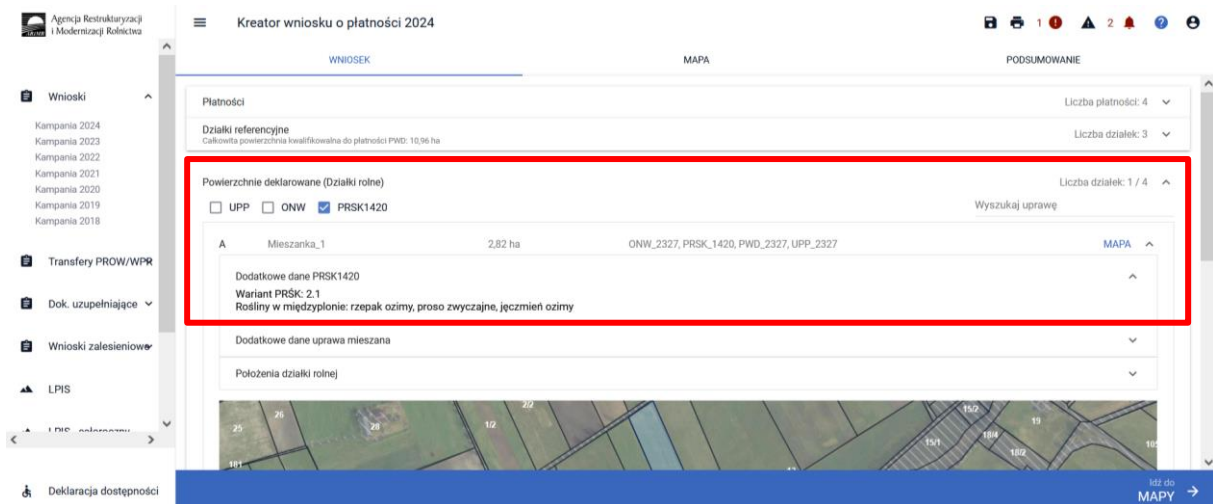 Agencja Restrukturyzacji
i Modernizacji Rolnictwa
Kreator wniosku o płatności 2024
1
2
WNIOSEK
MAPA
PODSUMOWANIE
Wnioski
Kampania 2024
Kampania 2023
Kampania 2022
Kampania 2021
Kampania 2020
Kampania 2019
Kampania 2018
Transfery PROW/WPR
Dok. uzupełniające
Wnioski zalesieniowe
LPIS
Deklaracja dostępności
Płatności
Liczba płatności: 4
Działki referencyjne
Całkowita powierzchnia kwalifikowalna do płatności PWD: 10,96 ha
Liczba działek: 3
Powierzchnie deklarowane (Działki rolne)
Liczba działek: 1 / 4
UPP ONW PRSK1420
Wyszukaj uprawę
A Mieszanka_1 2,82 ha ONW_2327, PRSK_1420, PWD_2327, UPP_2327 MAPA
Dodatkowe dane PRSK1420
Wariant PRŚK: 2.1
Rośliny w międzyplonie: rzepak ozimy, proso zwyczajne, jęczmień ozimy
Dodatkowe dane uprawa mieszana
Położenia działki rolnej
26
2/2
15/2
25
28
1/2
19
18/4
15/1
18/2
181
Idź do
MAPY